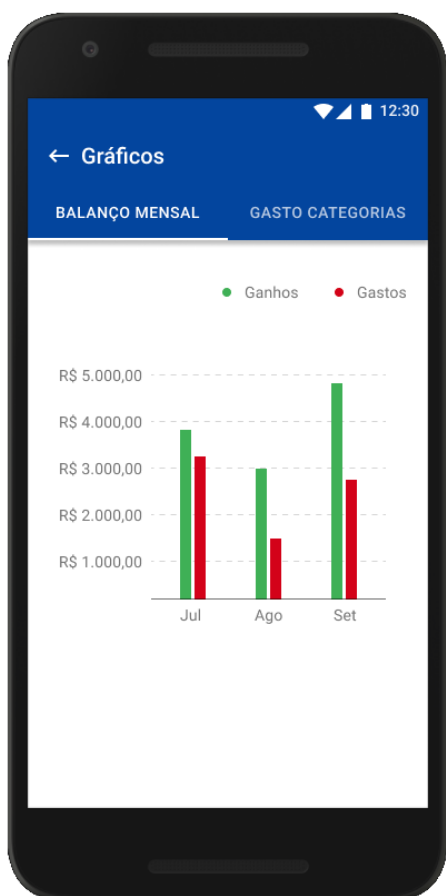 12:30
← Gráficos
BALANÇO MENSAL GASTO CATEGORIAS
Ganhos Gastos
R$ 5.000,00
R$ 4.000,00
R$ 3.000,00
R$ 2.000,00
R$ 1.000,00
Jul Ago Set